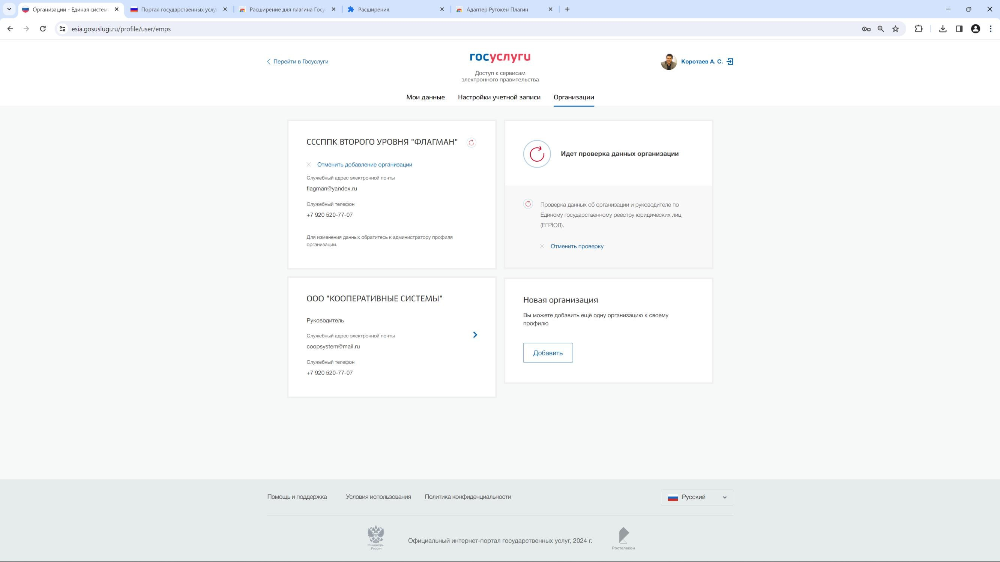 Организации - Единая систем
Портал государственных услу
Расширение для плагина Госу
Расширения
Адаптер Рутокен Плагин
esia.gosuslugi.ru/profile/user/emps
Перейти в Госуслуги
госуслуги
Доступ к сервисам
электронного правительства
Коротаев А. С.
Мои данные
Настройки учетной записи
Организации
СССППК ВТОРОГО УРОВНЯ "ФЛАГМАН"
Отменить добавление организации
Служебный адрес электронной почты
flagman@yandex.ru
Служебный телефон
+7 920 520-77-07
Для изменения данных обратитесь к администратору профиля
организации.
Идет проверка данных организации
Проверка данных об организации и руководителе по
Единому государственному реестру юридических лиц
(ЕГРЮЛ).
Отменить проверку
ООО "КООПЕРАТИВНЫЕ СИСТЕМЫ"
Руководитель
Служебный адрес электронной почты
coopsystem@mail.ru
Служебный телефон
+7 920 520-77-07
Новая организация
Вы можете добавить ещё одну организацию к своему
профилю
Добавить
Помощь и поддержка
Условия использования
Политика конфиденциальности
Русский
Минцифры
России
Официальный интернет-портал государственных услуг, 2024 г.
Ростелеком